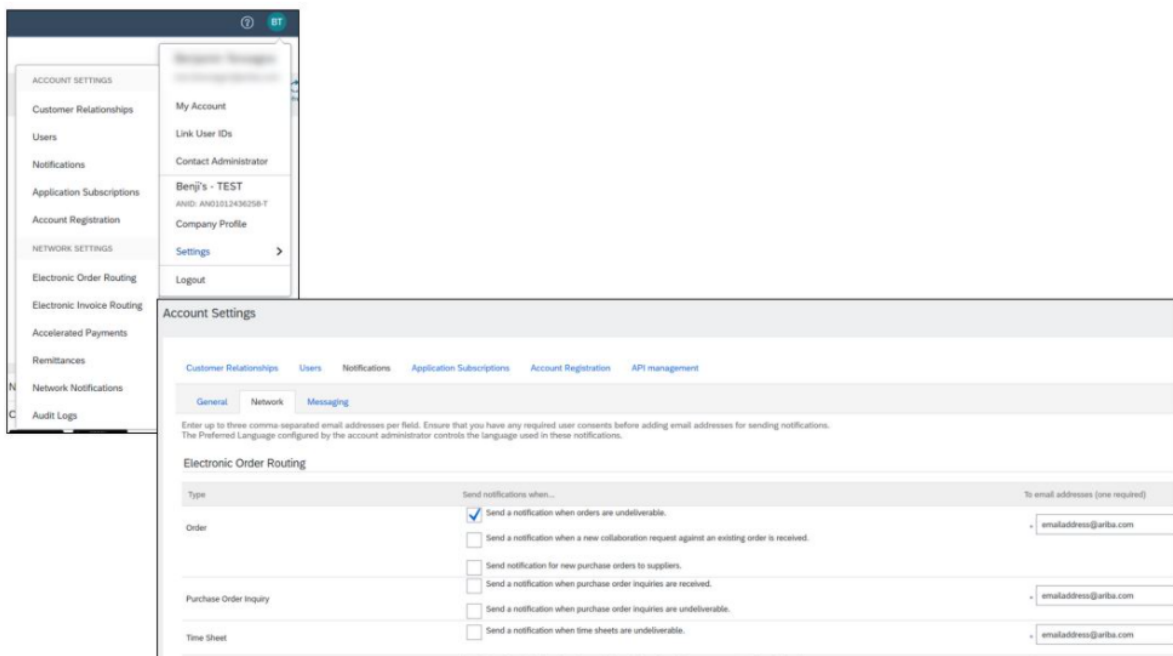 BT
ACCOUNT SETTINGS
Customer Relationships
Users
Notifications
Application Subscriptions
Account Registration
NETWORK SETTINGS
Electronic Order Routing
Electronic Invoice Routing
Accelerated Payments
Remittances
Network Notifications
Audit Logs
My Account
Link User IDs
Contact Administrator
Benji's - TEST
ANID: AN01012436258-T
Company Profile
Settings
Logout
Account Settings
Customer Relationships Users Notifications Application Subscriptions Account Registration API management
General Network Messaging
Enter up to three comma-separated email addresses per field. Ensure that you have any required user consents before adding email addresses for sending notifications.
The Preferred Language configured by the account administrator controls the language used in these notifications.
Electronic Order Routing
Type Send notifications when... To email addresses (one required)
Order
Send a notification when orders are undeliverable.
Send a notification when a new collaboration request against an existing order is received.
Send notification for new purchase orders to suppliers.
* emailaddress@ariba.com
Purchase Order Inquiry
Send a notification when purchase order inquiries are received.
Send a notification when purchase order inquiries are undeliverable.
* emailaddress@ariba.com
Time Sheet
Send a notification when time sheets are undeliverable.
* emailaddress@ariba.com